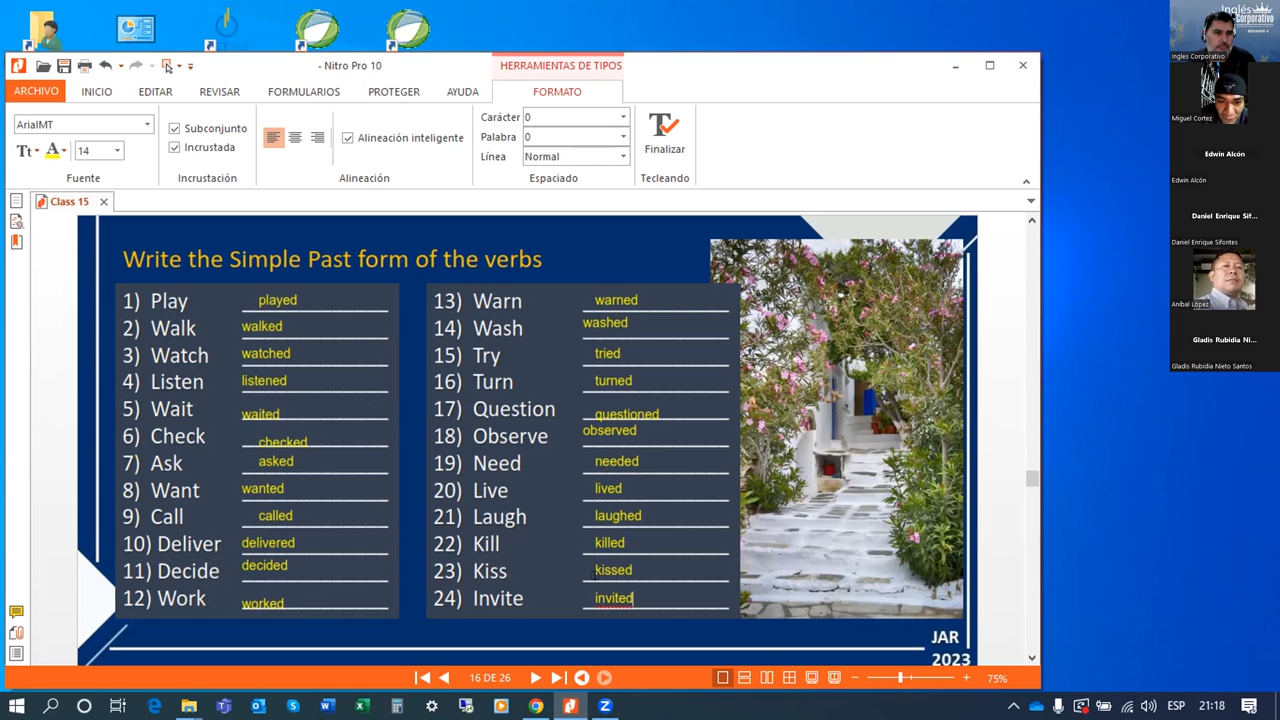 - Nitro Pro 10
HERRAMIENTAS DE TIPOS
ARCHIVO INICIO EDITAR REVISAR FORMULARIOS PROTEGER AYUDA FORMATO
ArialMT
Tt A 14
Fuente
Subconjunto
Incrustada
Incrustación
Alineación inteligente
Alineación
Carácter 0
Palabra 0
Línea Normal
Espaciado
Finalizar
Tecleando
Class 15
Write the Simple Past form of the verbs
1) Play played
2) Walk walked
3) Watch watched
4) Listen listened
5) Wait waited
6) Check checked
7) Ask asked
8) Want wanted
9) Call called
10) Deliver delivered
11) Decide decided
12) Work worked
13) Warn warned
14) Wash washed
15) Try tried
16) Turn turned
17) Question questioned
18) Observe observed
19) Need needed
20) Live lived
21) Laugh laughed
22) Kill killed
23) Kiss kissed
24) Invite invited
JAR
2023
16 DE 26
75%
ESP 21:18
Inglés
Corporativo
BEGINNER 4
Ingles Corporativo
Miguel Cortez
Edwin Alcón
Edwin Alcón
Daniel Enrique Sif...
Daniel Enrique Sifontes
Aníbal López
Gladis Rubidia Ni...
Gladis Rubidia Nieto Santos